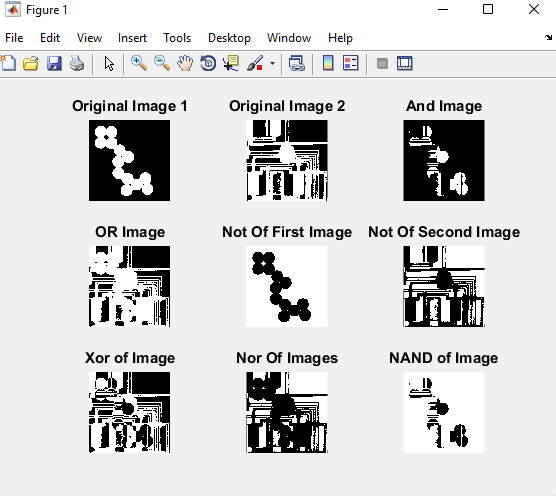 Figure 1
File Edit View Insert Tools Desktop Window Help
Original Image 1 Original Image 2 And Image
OR Image Not Of First Image Not Of Second Image
Xor of Image Nor Of Images NAND of Image